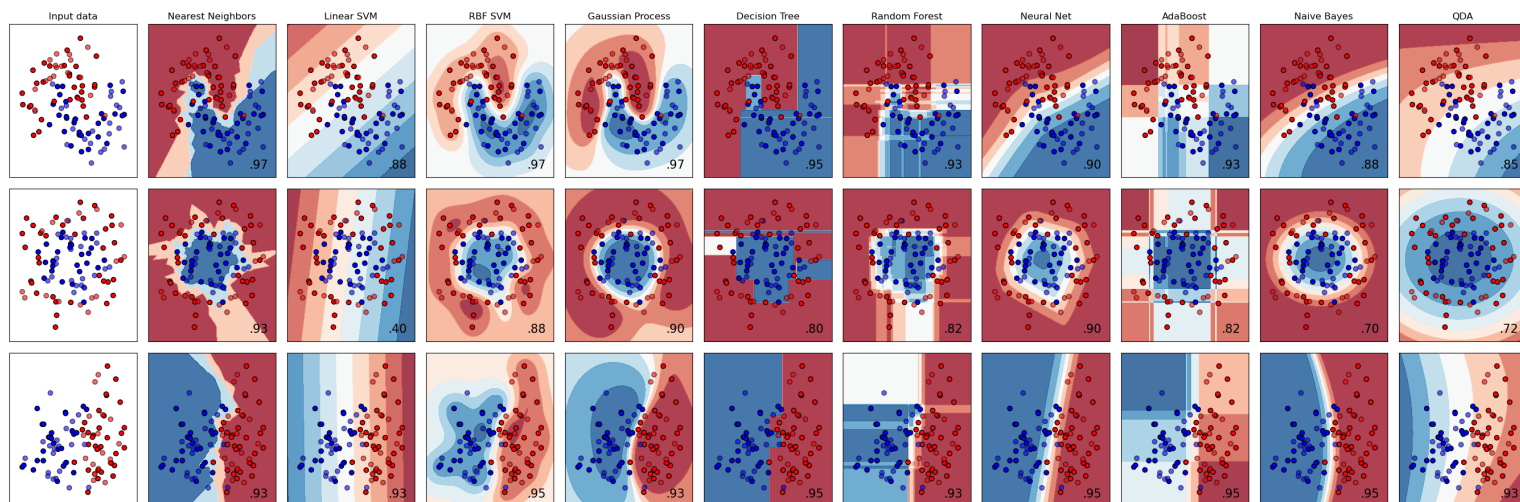 Input data Nearest Neighbors Linear SVM RBF SVM Gaussian Process Decision Tree Random Forest Neural Net AdaBoost Naive Bayes QDA
.97 .88 .97 .97 .95 .93 .90 .93 .88 .85
.93 .40 .88 .90 .80 .82 .90 .82 .70 .72
.93 .93 .95 .93 .95 .93 .95 .95 .95 .93